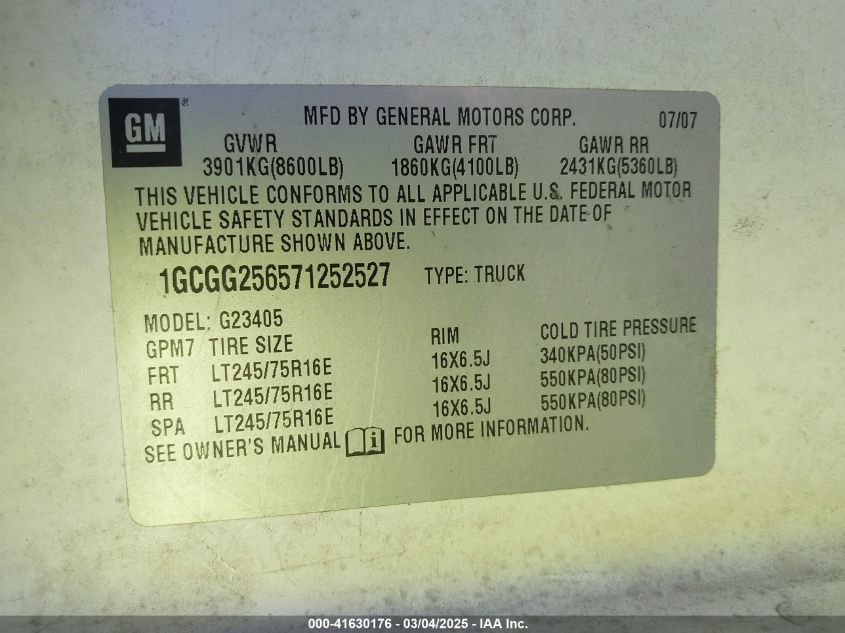 GM®
MFD BY GENERAL MOTORS CORP. 07/07
GVWR GAWR FRT GAWR RR
3901KG(8600LB) 1860KG(4100LB) 2431KG(5360LB)
THIS VEHICLE CONFORMS TO ALL APPLICABLE U.S. FEDERAL MOTOR
VEHICLE SAFETY STANDARDS IN EFFECT ON THE DATE OF
MANUFACTURE SHOWN ABOVE.
1GCGG256571252527 TYPE: TRUCK
MODEL: G23405
GPM7 TIRE SIZE RIM COLD TIRE PRESSURE
FRT LT245/75R16E 16X6.5J 340KPA(50PSI)
RR LT245/75R16E 16X6.5J 550KPA(80PSI)
SPA LT245/75R16E 16X6.5J 550KPA(80PSI)
SEE OWNER'S MANUAL i FOR MORE INFORMATION.
000-41630176 - 03/04/2025 - IAA Inc.